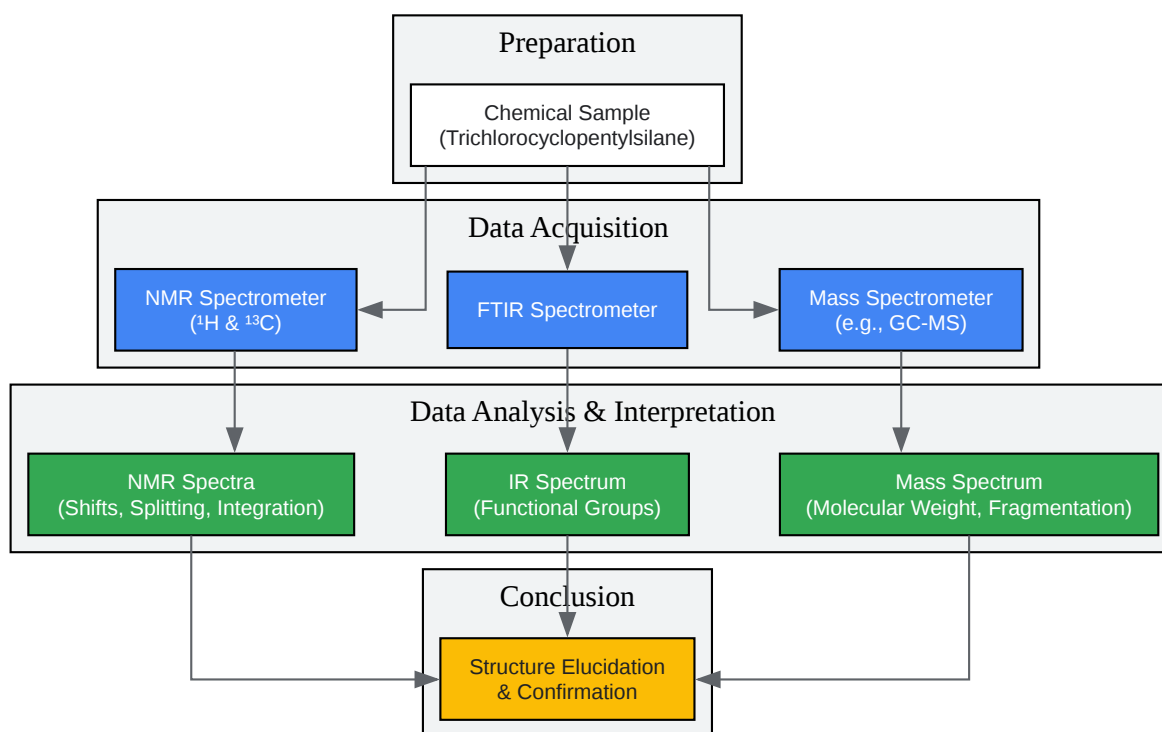 Preparation
Chemical Sample
(Trichlorocyclopentylsilane)
Data Acquisition
NMR Spectrometer
(¹H & ¹³C)
FTIR Spectrometer
Mass Spectrometer
(e.g., GC-MS)
Data Analysis & Interpretation
NMR Spectra
(Shifts, Splitting, Integration)
IR Spectrum
(Functional Groups)
Mass Spectrum
(Molecular Weight, Fragmentation)
Conclusion
Structure Elucidation
& Confirmation